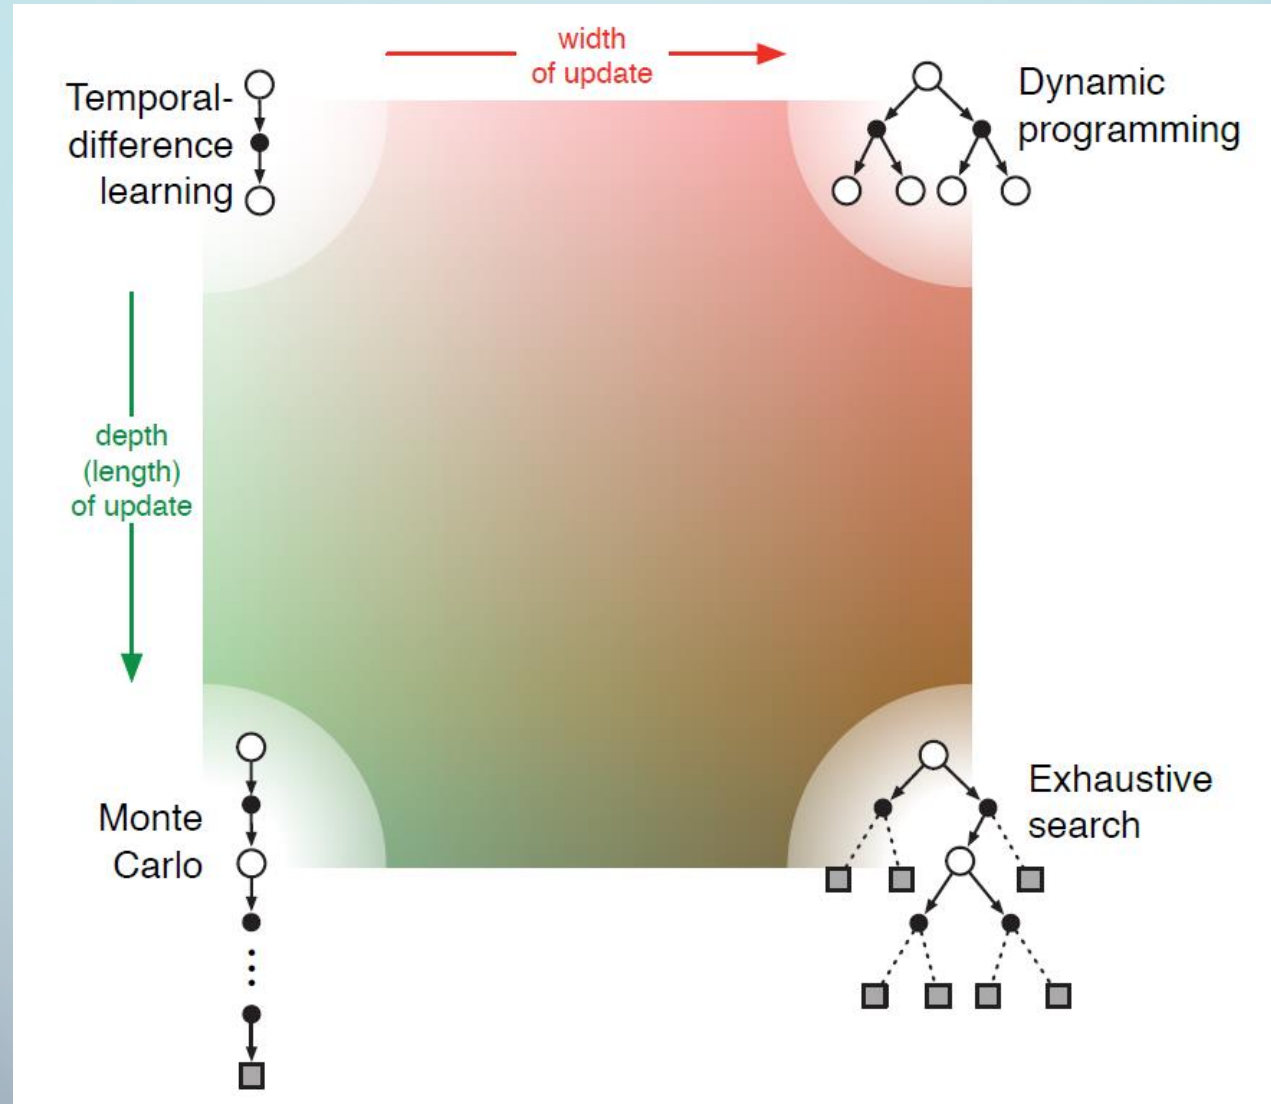 width
of update
Temporal-
difference
learning
Dynamic
programming
depth
(length)
of update
Monte
Carlo
Exhaustive
search